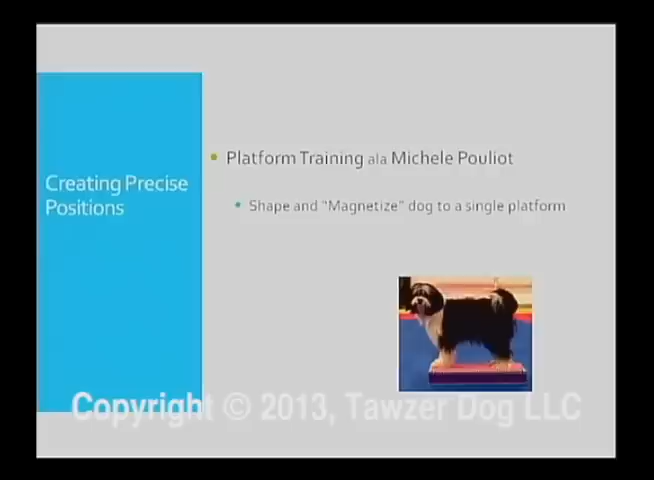 Creating Precise
Positions
• Platform Training ala Michele Pouliot
• Shape and "Magnetize" dog to a single platform
Copyright © 2013, Tawzer Dog LLC